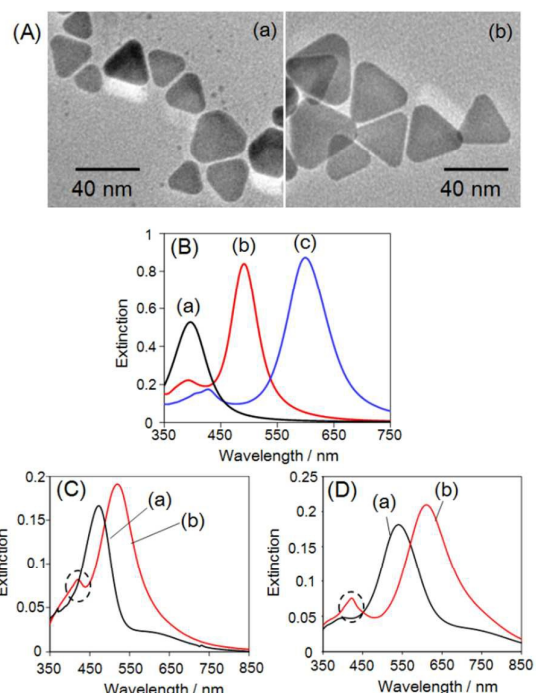 (A) (a) (b)
40 nm 40 nm
1
(B) (b) (c)
0.8
(a)
0.6
Extinction
0.4
0.2
0
350 450 550 650 750
Wavelength / nm
0.2
(C)
(a)
0.15
(b)
Extinction
0.1
0.05
0
350 450 550 650 750 850
Wavelength / nm
0.25
(D)
(b)
0.2
(a)
0.15
Extinction
0.1
0.05
0
350 450 550 650 750 850
Wavelength / nm